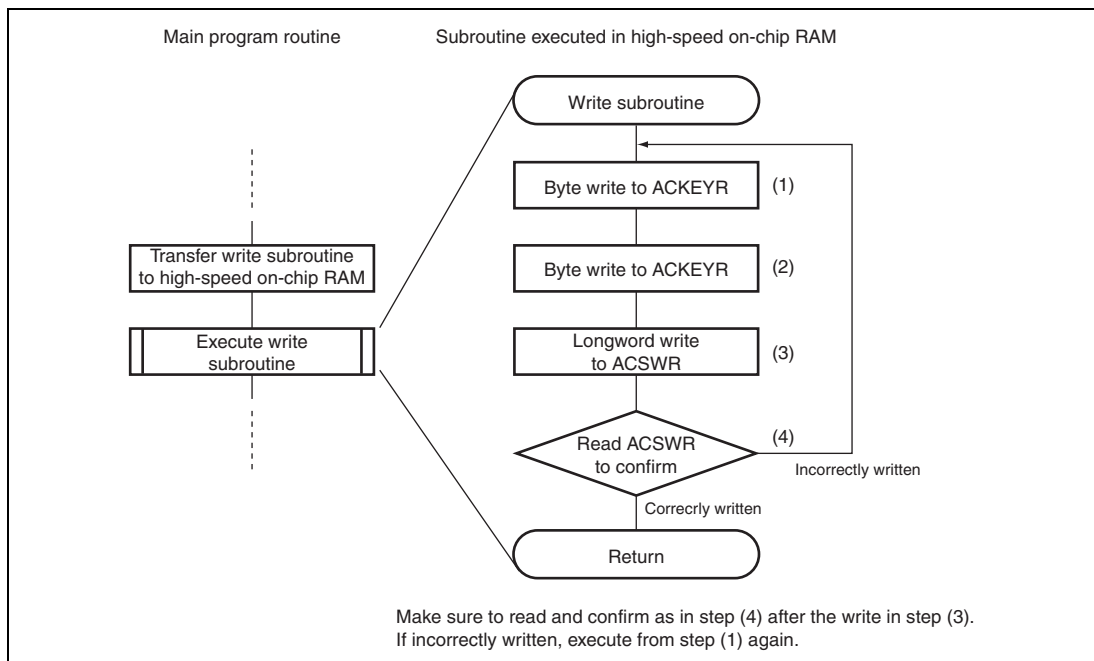 Main program routine
Subroutine executed in high-speed on-chip RAM
Write subroutine
Byte write to ACKEYR
(1)
Transfer write subroutine
to high-speed on-chip RAM
Byte write to ACKEYR
(2)
Execute write
subroutine
Longword write
to ACSWR
(3)
Read ACSWR
to confirm
(4)
Incorrectly written
Correcrly written
Return
Make sure to read and confirm as in step (4) after the write in step (3).
If incorrectly written, execute from step (1) again.